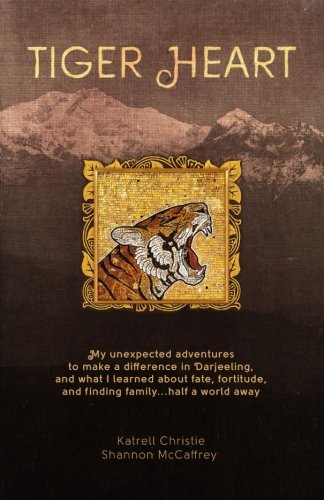 TIGER HEART
My unexpected adventures
to make a difference in Darjeeling,
and what I learned about fate, fortitude,
and finding family...half a world away
Katrell Christie
Shannon McCaffrey